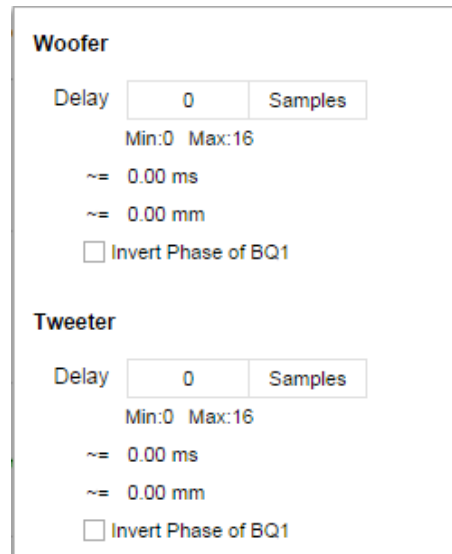 Woofer
Delay 0 Samples
Min:0 Max:16
~= 0.00 ms
~= 0.00 mm
Invert Phase of BQ1
Tweeter
Delay 0 Samples
Min:0 Max:16
~= 0.00 ms
~= 0.00 mm
Invert Phase of BQ1